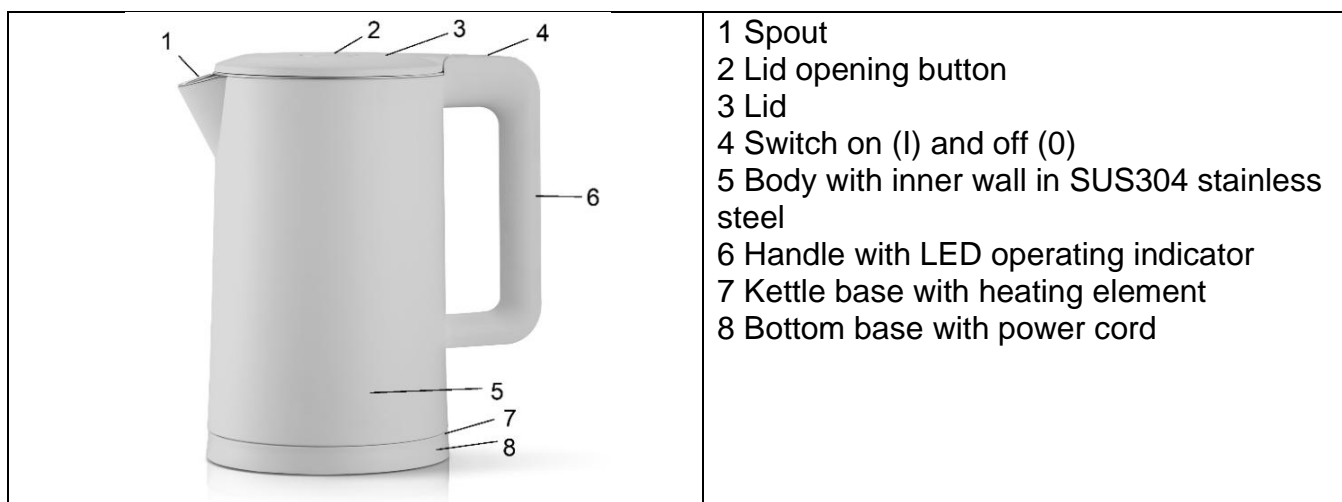 1
2
3
4
5
6
7
8
1 Spout
2 Lid opening button
3 Lid
4 Switch on (I) and off (0)
5 Body with inner wall in SUS304 stainless
steel
6 Handle with LED operating indicator
7 Kettle base with heating element
8 Bottom base with power cord